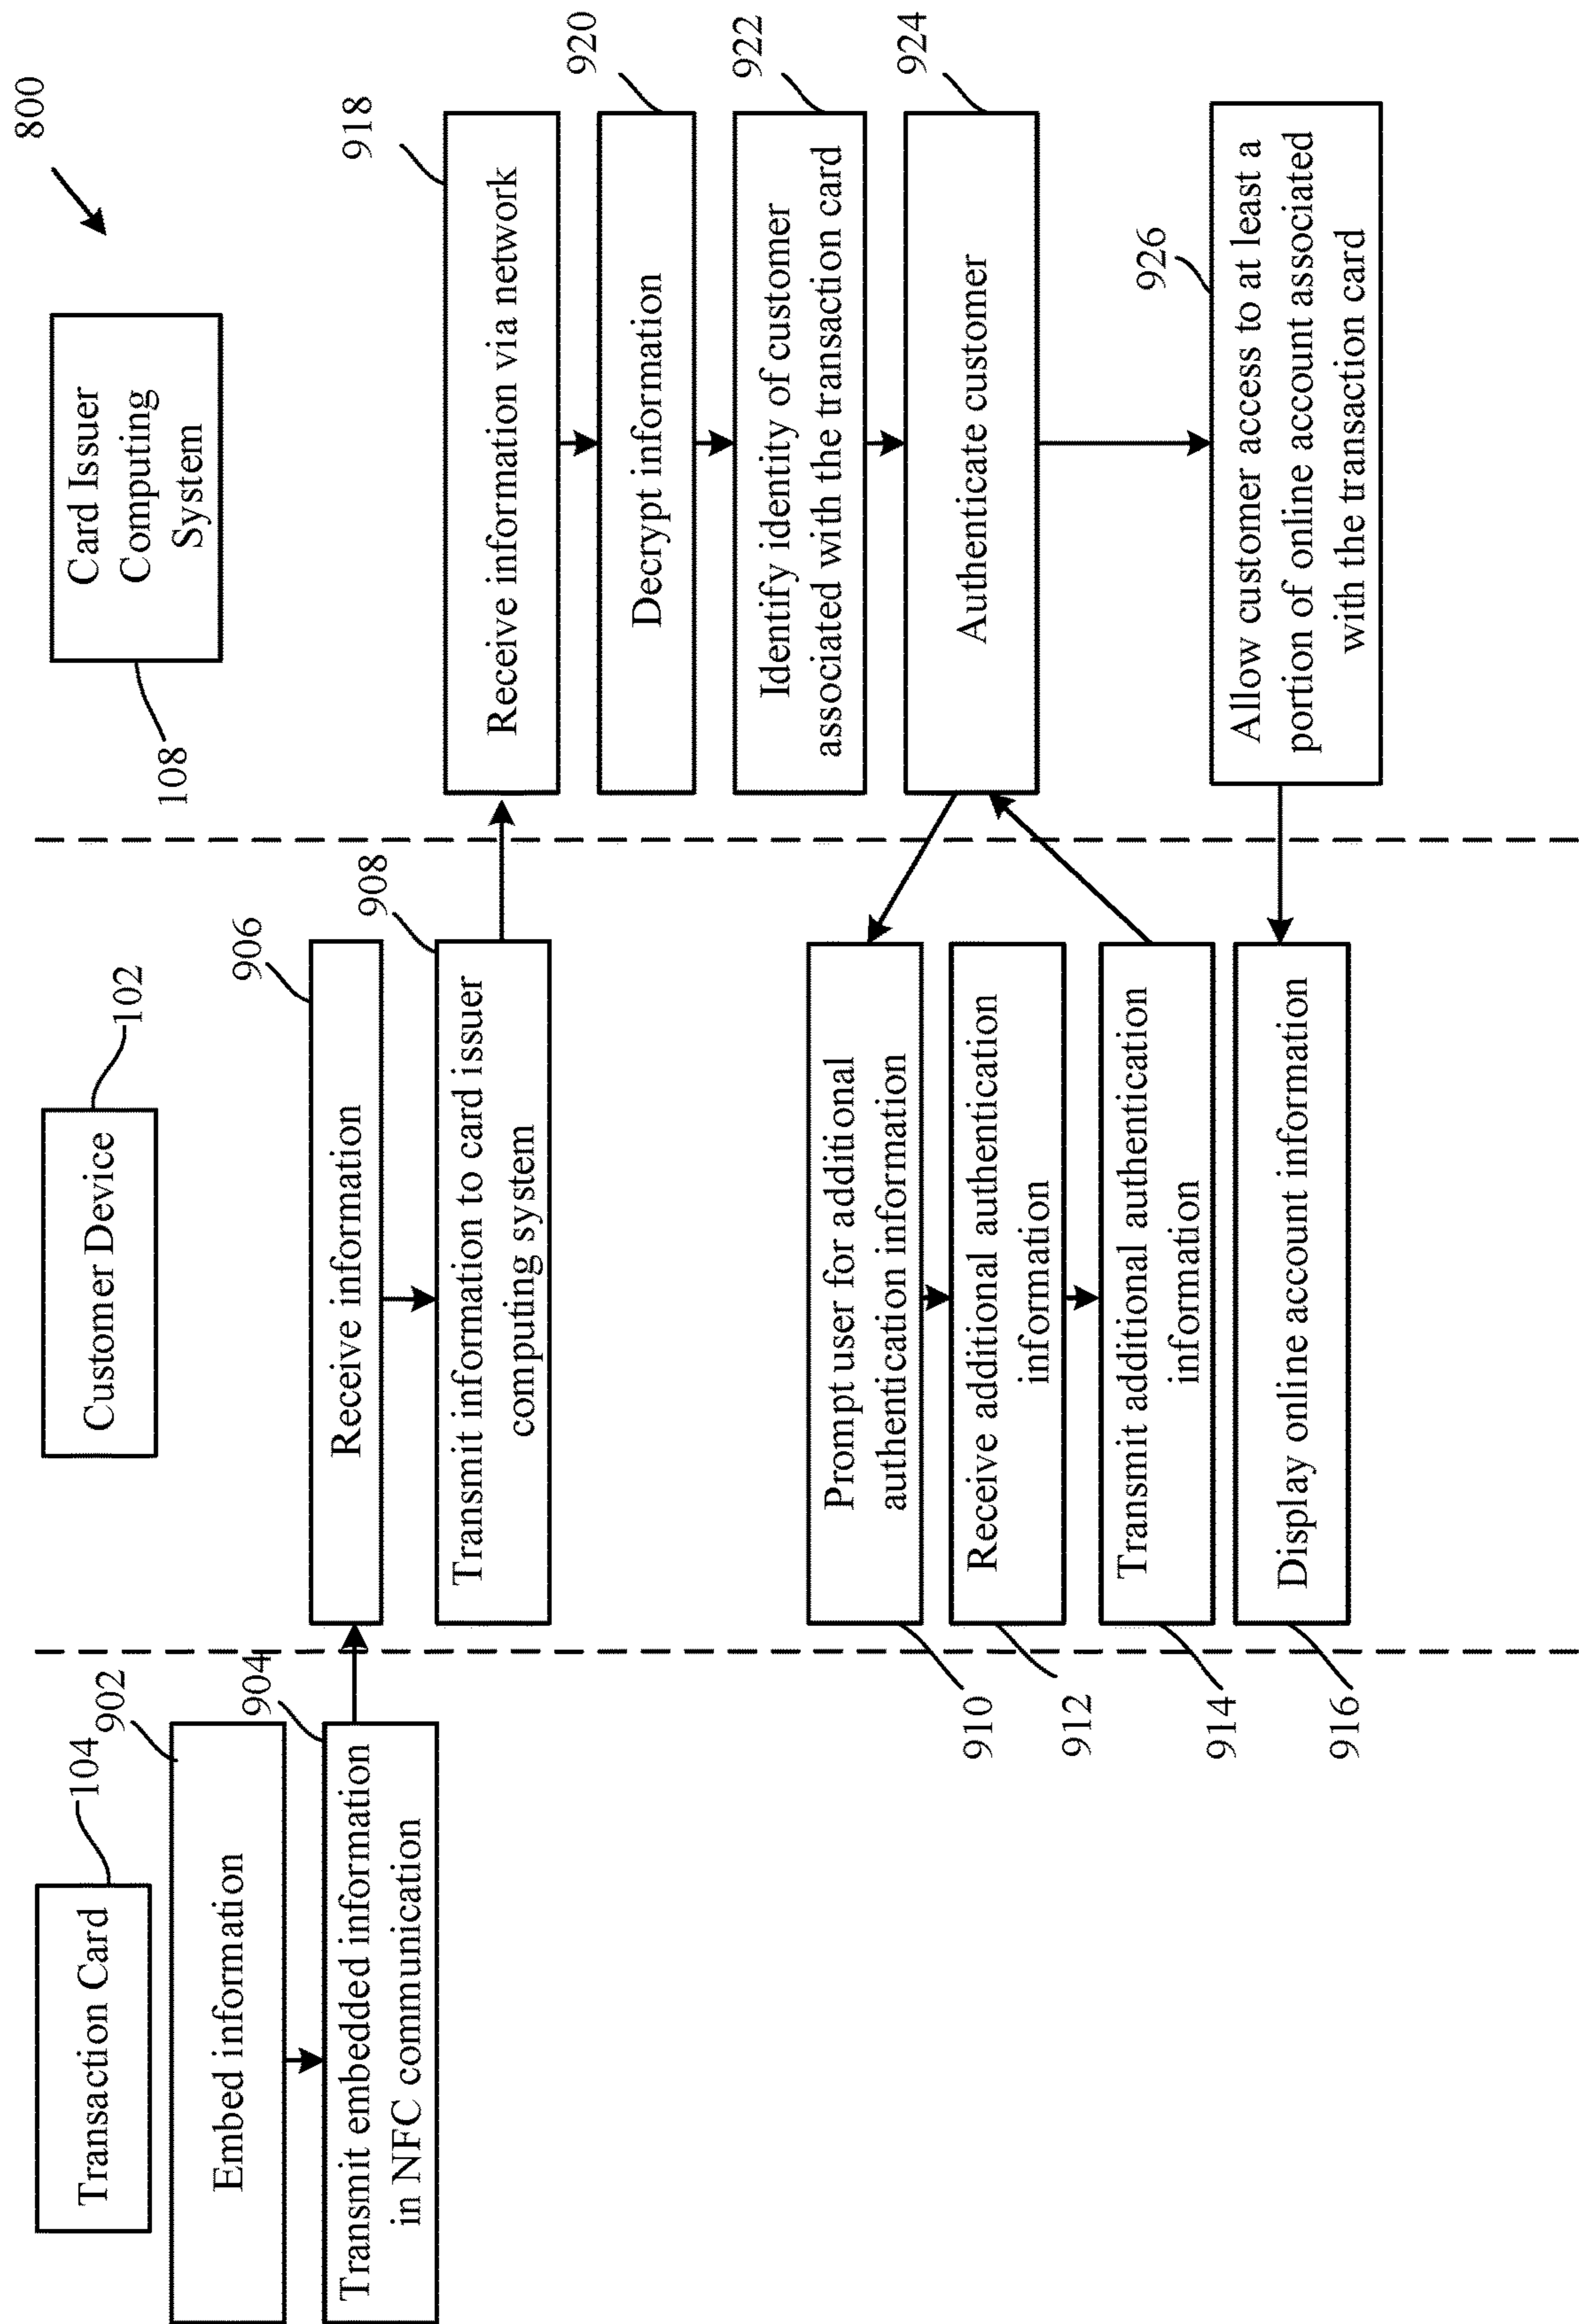 800
Transaction Card
104
Customer Device
102
Card Issuer
Computing
System
108
902
Embed information
904
Transmit embedded information
in NFC communication
906
Receive information
908
Transmit information to card issuer
computing system
918
Receive information via network
920
Decrypt information
922
Identify identity of customer
associated with the transaction card
924
Authenticate customer
910
Prompt user for additional
authentication information
912
Receive additional authentication
information
914
Transmit additional authentication
information
926
Allow customer access to at least a
portion of online account associated
with the transaction card
916
Display online account information